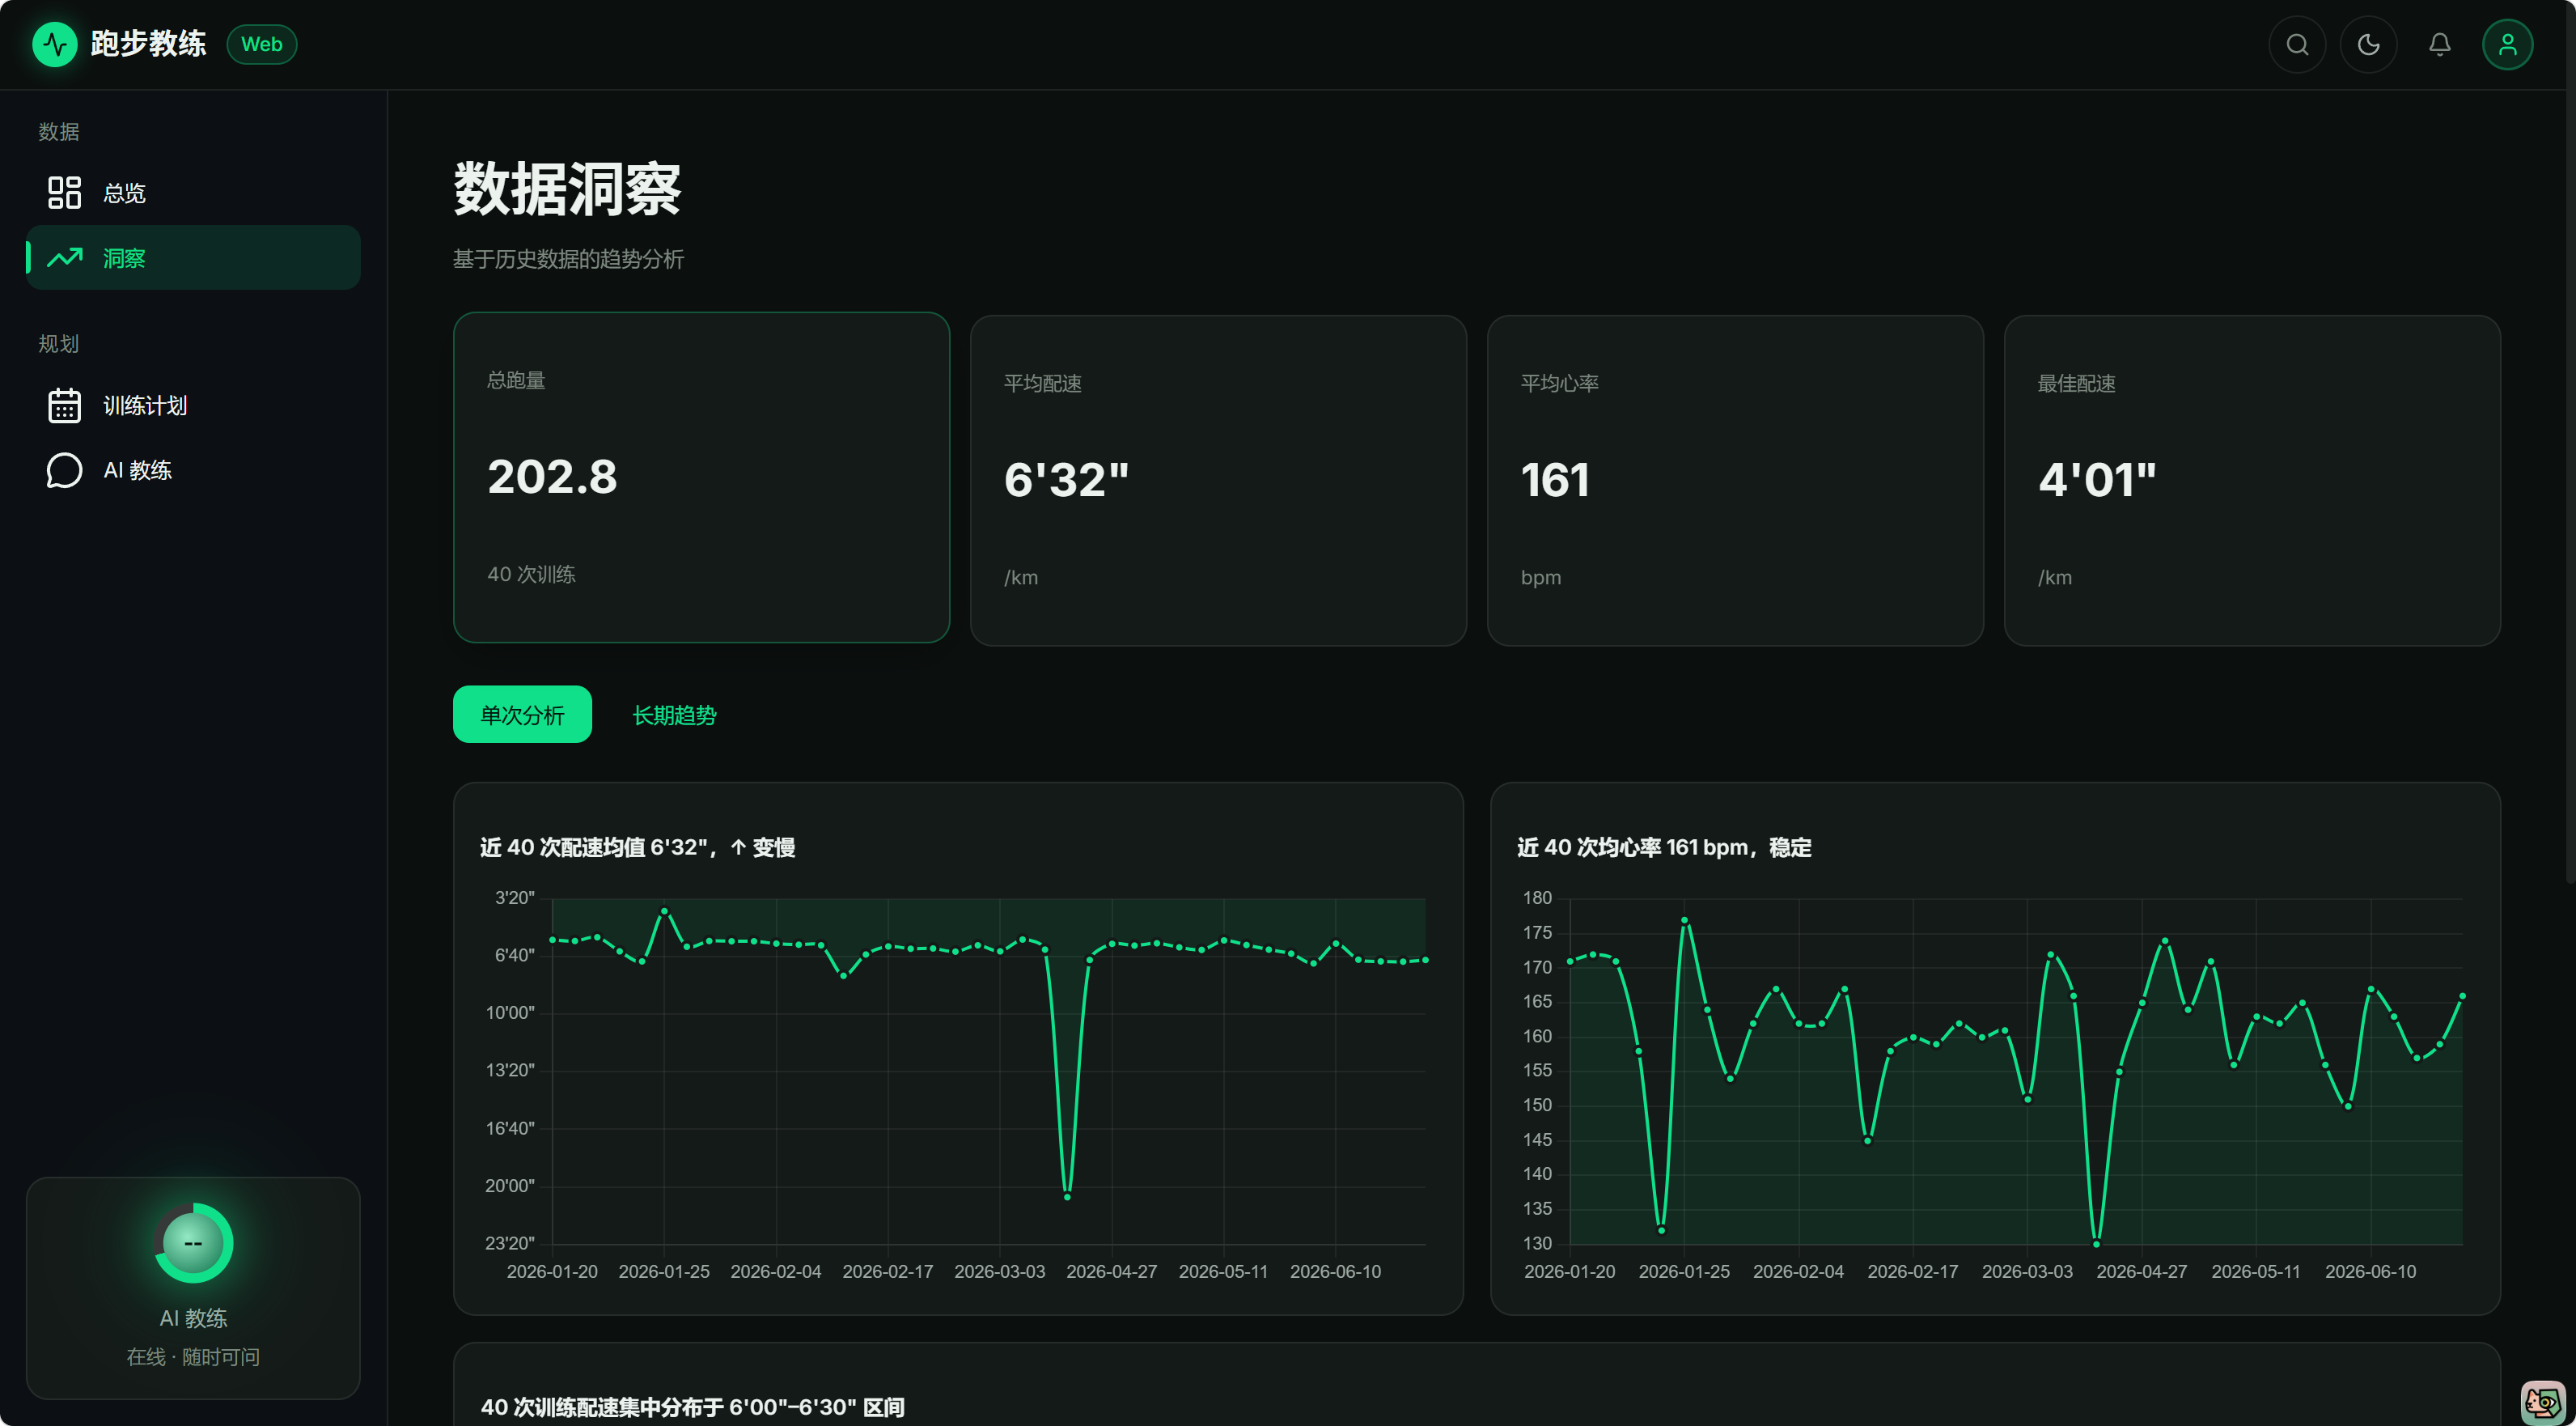 跑步教练 Web
数据
总览
洞察
规划
训练计划
AI 教练
--
AI 教练
在线 · 随时可问
数据洞察
基于历史数据的趋势分析
总跑量
202.8
40 次训练
平均配速
6'32"
/km
平均心率
161
bpm
最佳配速
4'01"
/km
单次分析
长期趋势
近 40 次配速均值 6'32"，↑ 变慢
3'20"
6'40"
10'00"
13'20"
16'40"
20'00"
23'20"
2026-01-20 2026-01-25 2026-02-04 2026-02-17 2026-03-03 2026-04-27 2026-05-11 2026-06-10
近 40 次均心率 161 bpm，稳定
180
175
170
165
160
155
150
145
140
135
130
2026-01-20 2026-01-25 2026-02-04 2026-02-17 2026-03-03 2026-04-27 2026-05-11 2026-06-10
40 次训练配速集中分布于 6'00"–6'30" 区间